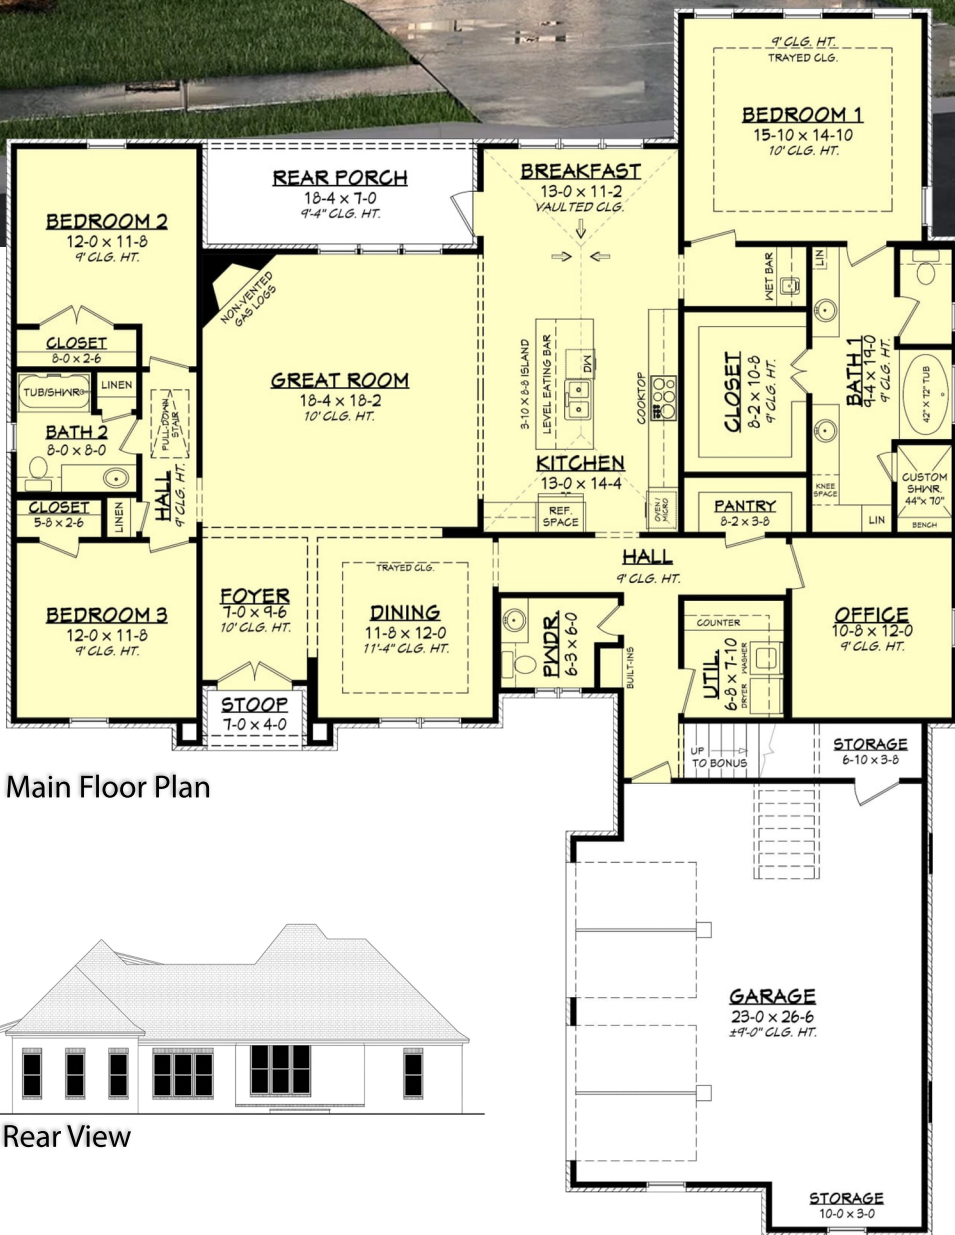 9' CLG. HT.
TRAYED CLG.
BEDROOM 1
15-10 x 14-10
10' CLG. HT.
REAR PORCH
18-4 x 7-0
9'-4" CLG. HT.
BREAKFAST
13-0 x 11-2
VAULTED CLG.
BEDROOM 2
12-0 x 11-8
9' CLG. HT.
NON-VENTED
GAS LOGS
WET BAR
LIN
CLOSET
8-0 x 2-6
GREAT ROOM
18-4 x 18-2
10' CLG. HT.
3-10 x 8-8 ISLAND
LEVEL EATING BAR
DW
COOKTOP
CLOSET
8-2 x 10-8
9' CLG. HT.
BATH 1
9-4 x 19-0
9' CLG. HT.
42" x 72" TUB
TUB/SHWR
LINEN
PULL-DOWN
STAIR
BATH 2
8-0 x 8-0
HALL
9' CLG. HT.
KITCHEN
13-0 x 14-4
CUSTOM
SHWR.
44"x 70"
BENCH
KNEE
SPACE
LIN
CLOSET
5-8 x 2-6
LINEN
REF.
SPACE
OVEN/
MICRO
PANTRY
8-2 x 3-8
HALL
9' CLG. HT.
TRAYED CLG.
BEDROOM 3
12-0 x 11-8
9' CLG. HT.
FOYER
7-0 x 9-6
10' CLG. HT.
DINING
11-8 x 12-0
11'-4" CLG. HT.
PWDR.
6-3 x 6-0
BUILT-INS
COUNTER
UTIL.
6-8 x 7-10
DRYER WASHER
OFFICE
10-8 x 12-0
9' CLG. HT.
STOOP
7-0 x 4-0
UP
TO BONUS
STORAGE
6-10 x 3-8
Main Floor Plan
GARAGE
23-0 x 26-6
±9'-0" CLG. HT.
Rear View
STORAGE
10-0 x 3-0